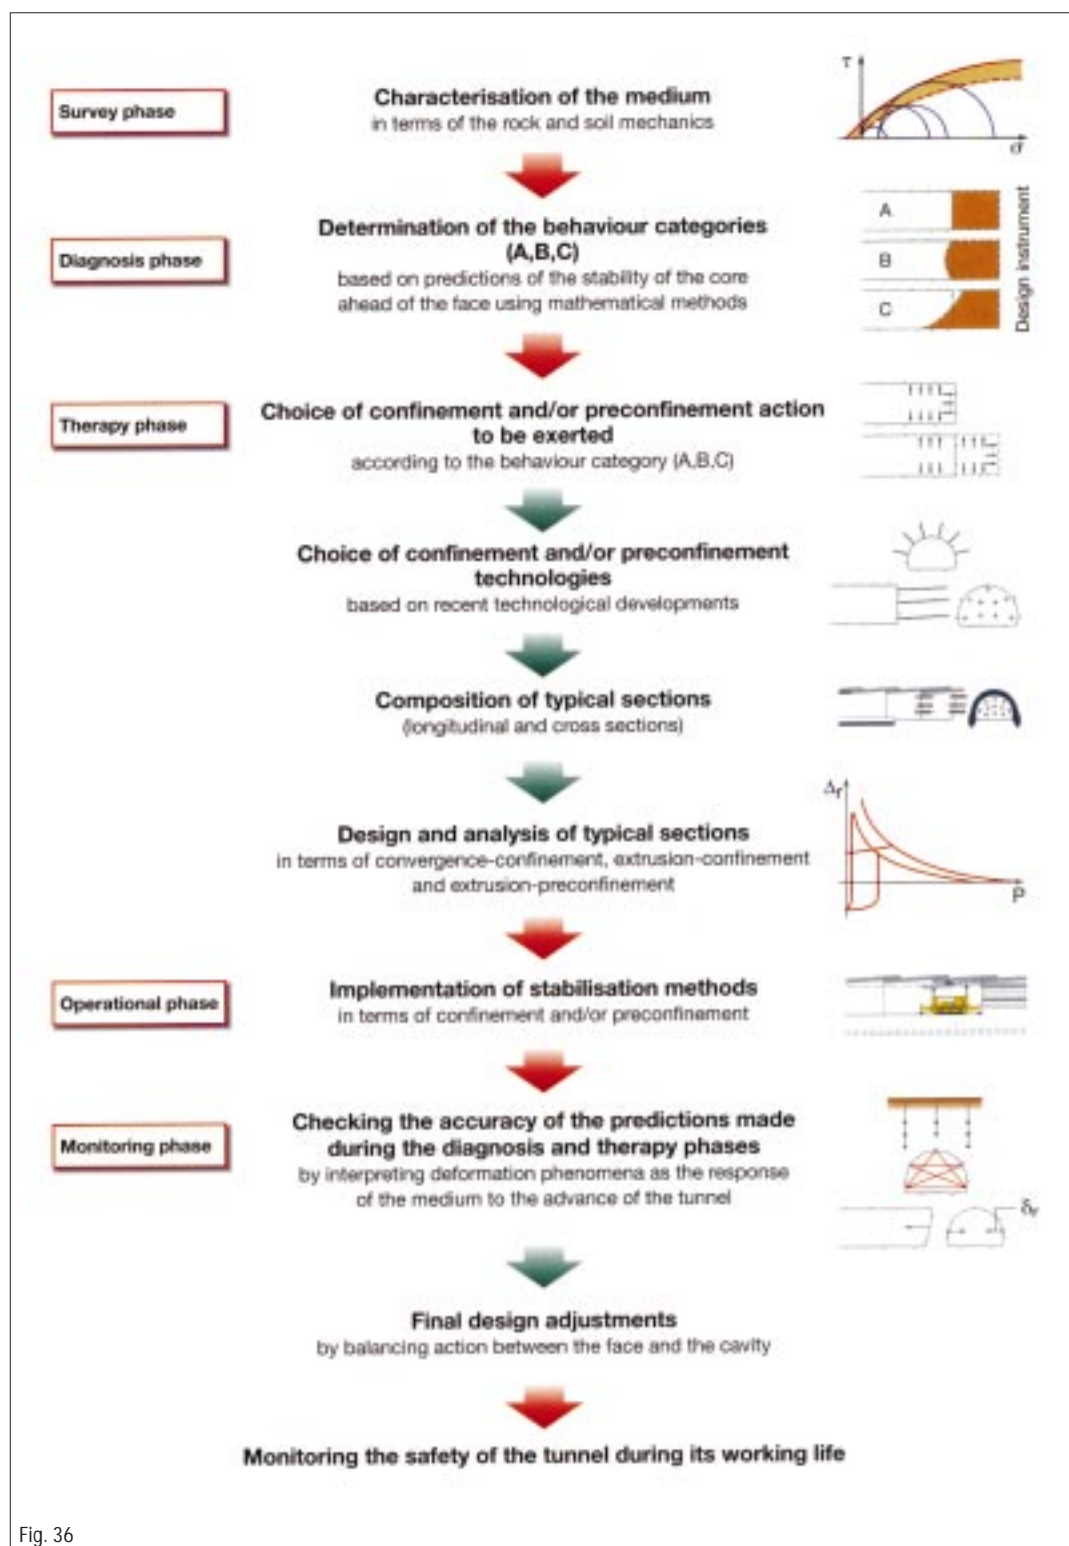 Survey phase
Characterisation of the medium
in terms of the rock and soil mechanics
τ
σ
Diagnosis phase
Determination of the behaviour categories
(A,B,C)
based on predictions of the stability of the core
ahead of the face using mathematical methods
A
B
C
Design instrument
Therapy phase
Choice of confinement and/or preconfinement action
to be exerted
according to the behaviour category (A,B,C)
Choice of confinement and/or preconfinement
technologies
based on recent technological developments
Composition of typical sections
(longitudinal and cross sections)
Design and analysis of typical sections
in terms of convergence-confinement, extrusion-confinement
and extrusion-preconfinement
Δr
P
Operational phase
Implementation of stabilisation methods
in terms of confinement and/or preconfinement
Monitoring phase
Checking the accuracy of the predictions made
during the diagnosis and therapy phases
by interpreting deformation phenomena as the response
of the medium to the advance of the tunnel
δr
Final design adjustments
by balancing action between the face and the cavity
Monitoring the safety of the tunnel during its working life
Fig. 36